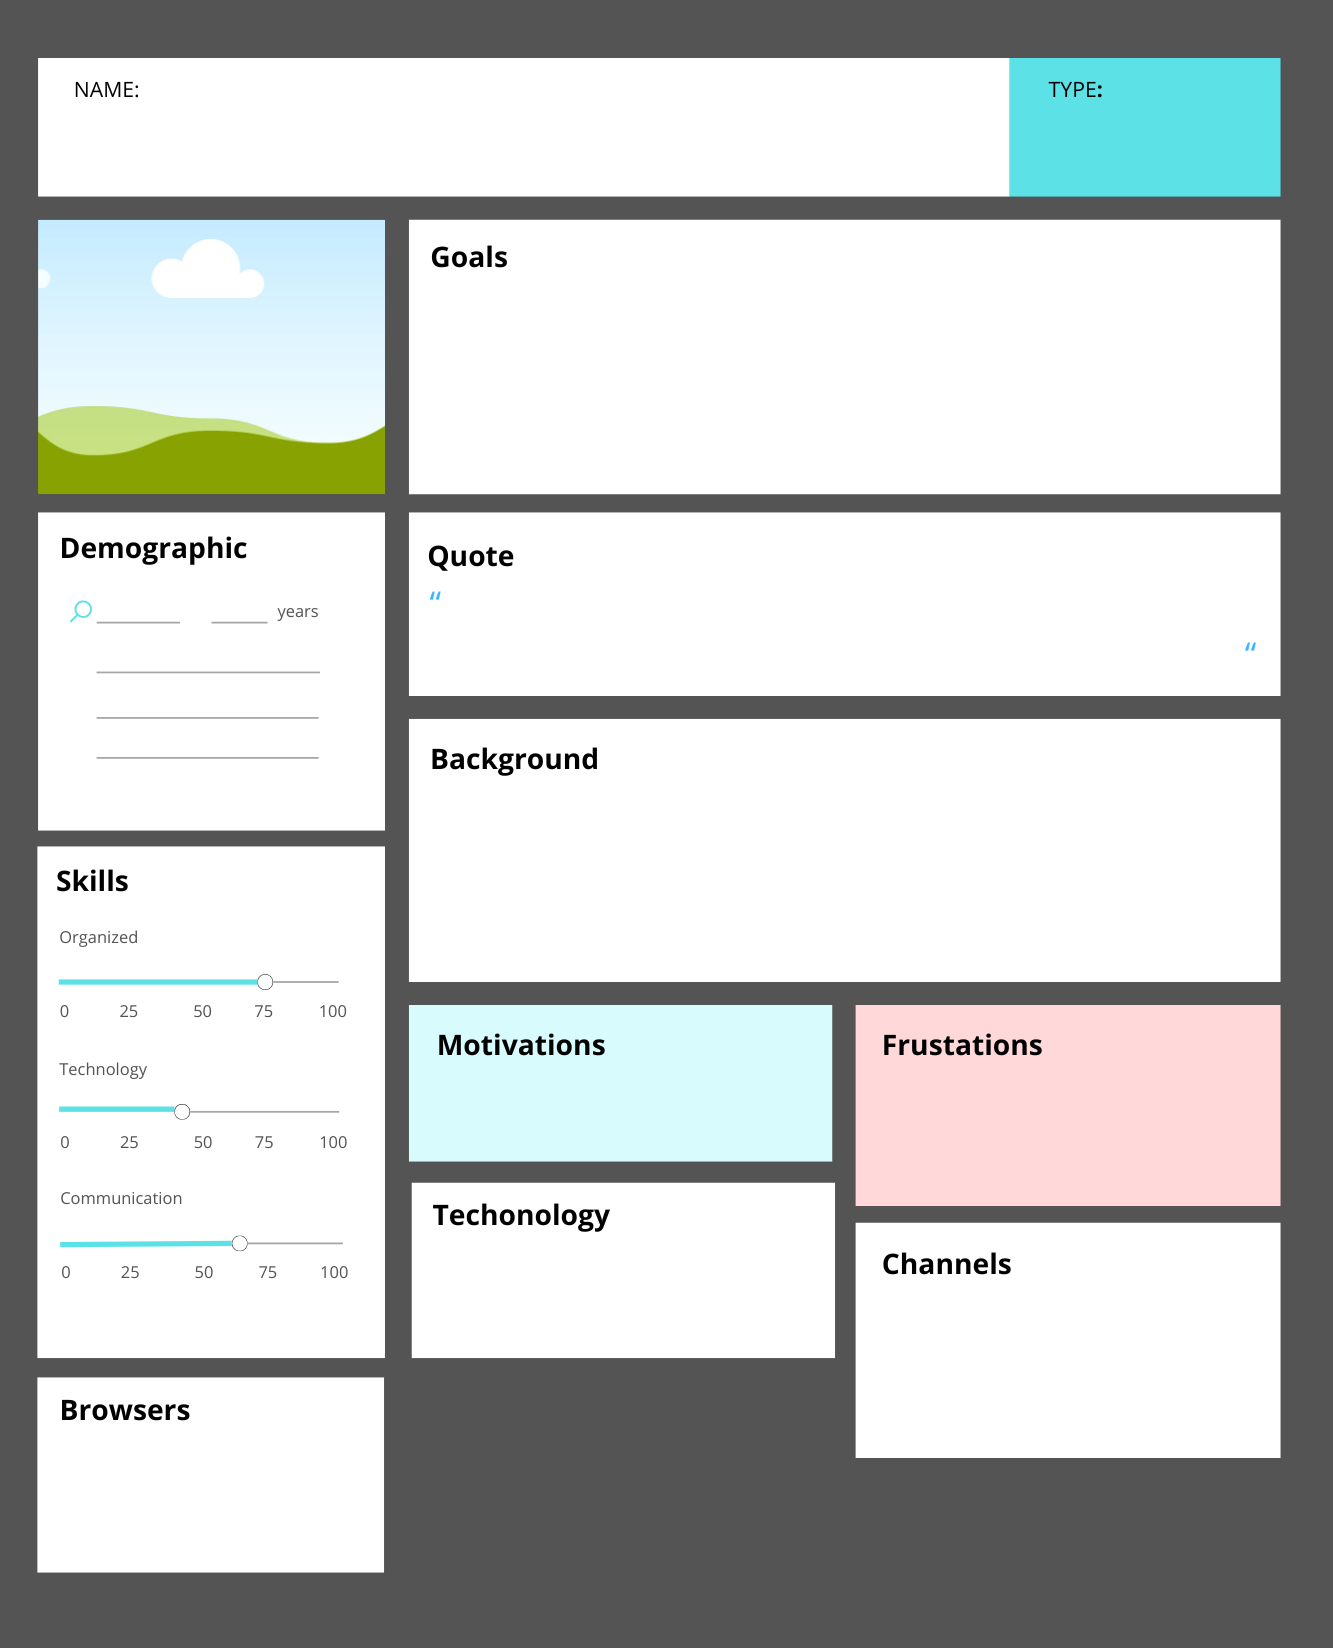 NAME:
TYPE:
Goals
Demographic
years
Quote
“
“
Background
Skills
Organized
0 25 50 75 100
Technology
0 25 50 75 100
Communication
0 25 50 75 100
Motivations
Frustations
Techonology
Channels
Browsers